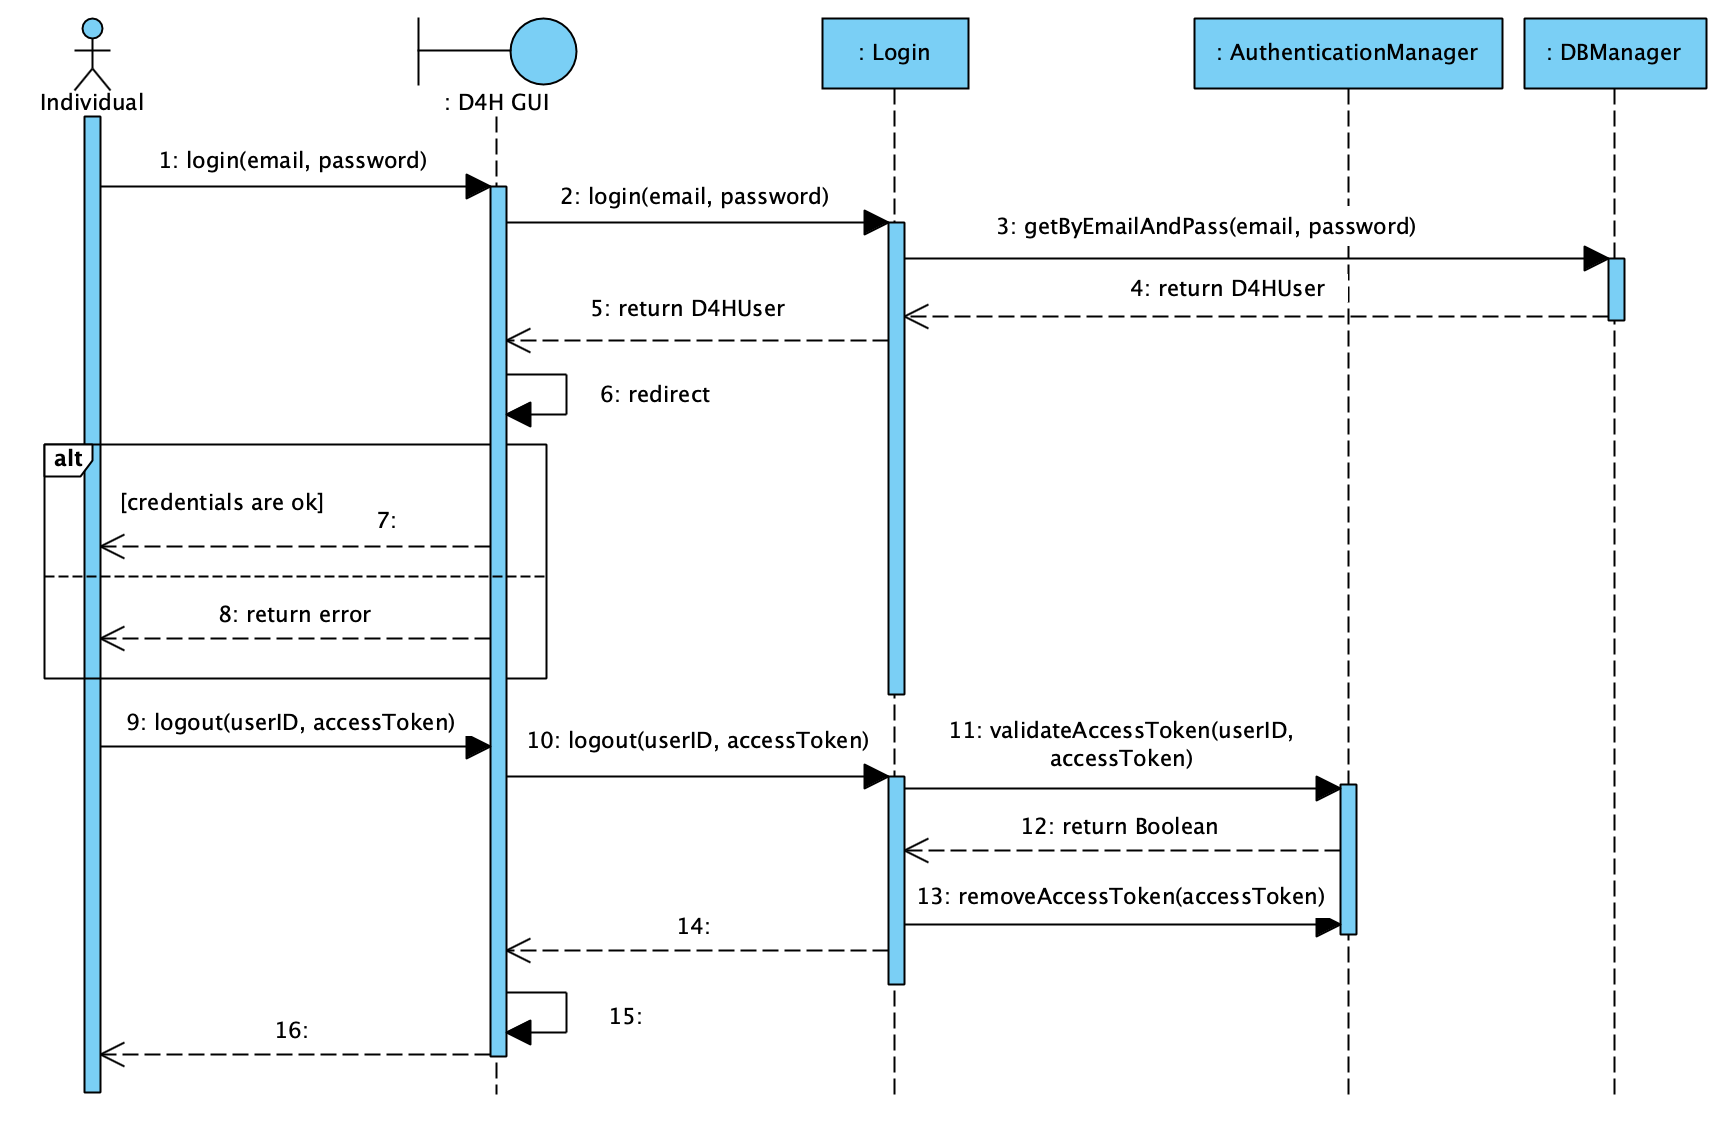 Individual
: D4H GUI
: Login
: AuthenticationManager
: DBManager
1: login(email, password)
2: login(email, password)
3: getByEmailAndPass(email, password)
4: return D4HUser
5: return D4HUser
6: redirect
alt
[credentials are ok]
7:
8: return error
9: logout(userID, accessToken)
10: logout(userID, accessToken)
11: validateAccessToken(userID,
accessToken)
12: return Boolean
13: removeAccessToken(accessToken)
14:
15:
16: